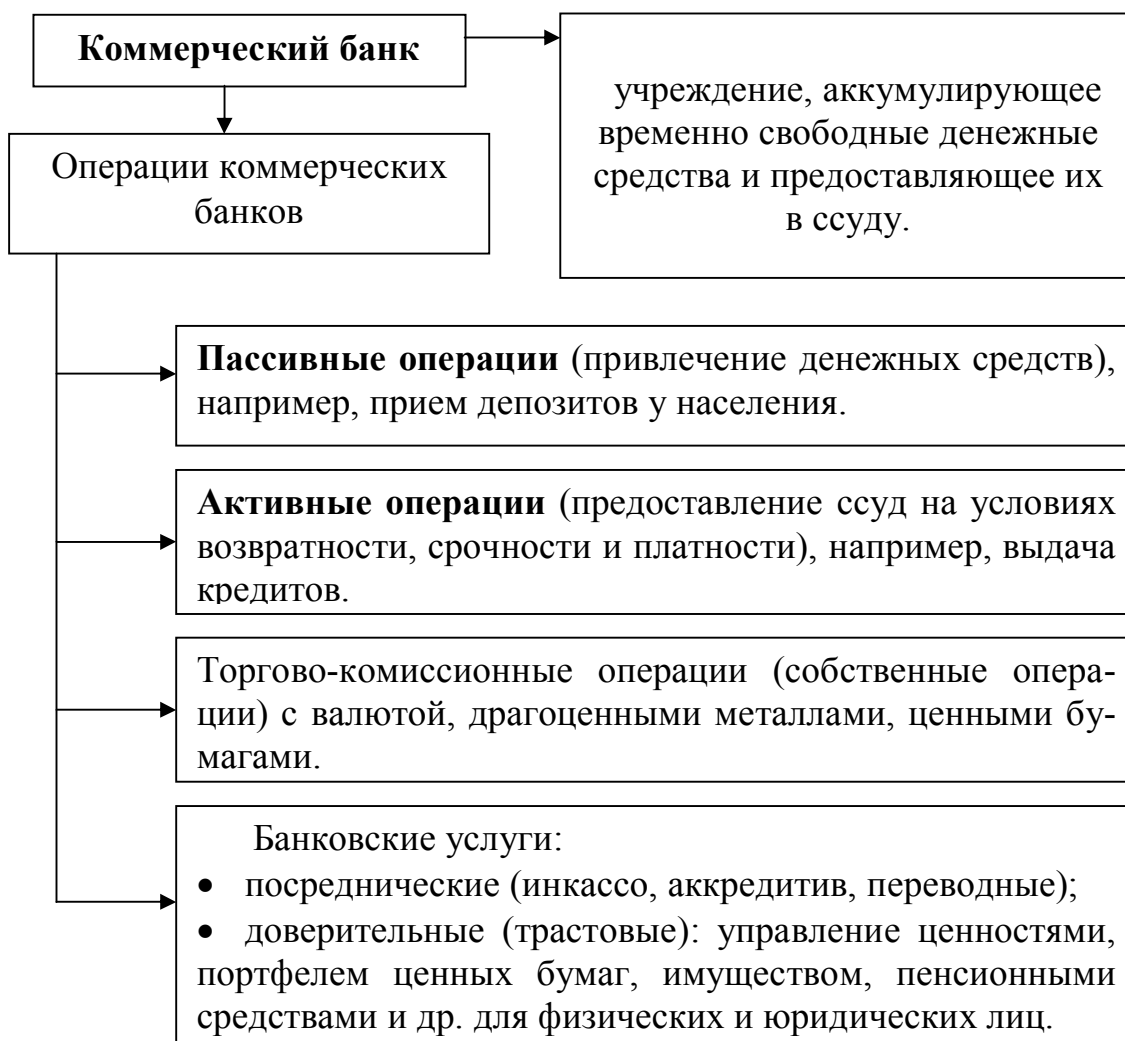 Коммерческий банк
учреждение, аккумулирующее
временно свободные денежные
средства и предоставляющее их
в ссуду.
Операции коммерческих
банков
Пассивные операции (привлечение денежных средств),
например, прием депозитов у населения.
Активные операции (предоставление ссуд на условиях
возвратности, срочности и платности), например, выдача
кредитов.
Торгово-комиссионные операции (собственные опера-
ции) с валютой, драгоценными металлами, ценными бу-
магами.
Банковские услуги:
• посреднические (инкассо, аккредитив, переводные);
• доверительные (трастовые): управление ценностями,
портфелем ценных бумаг, имуществом, пенсионными
средствами и др. для физических и юридических лиц.